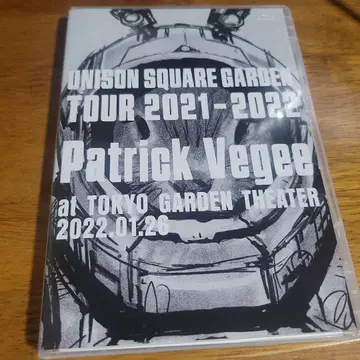 UNISON SQUARE GARDEN
TOUR 2021-2022
Patrick Vegee
at TOKYO GARDEN THEATER
2022.01.26